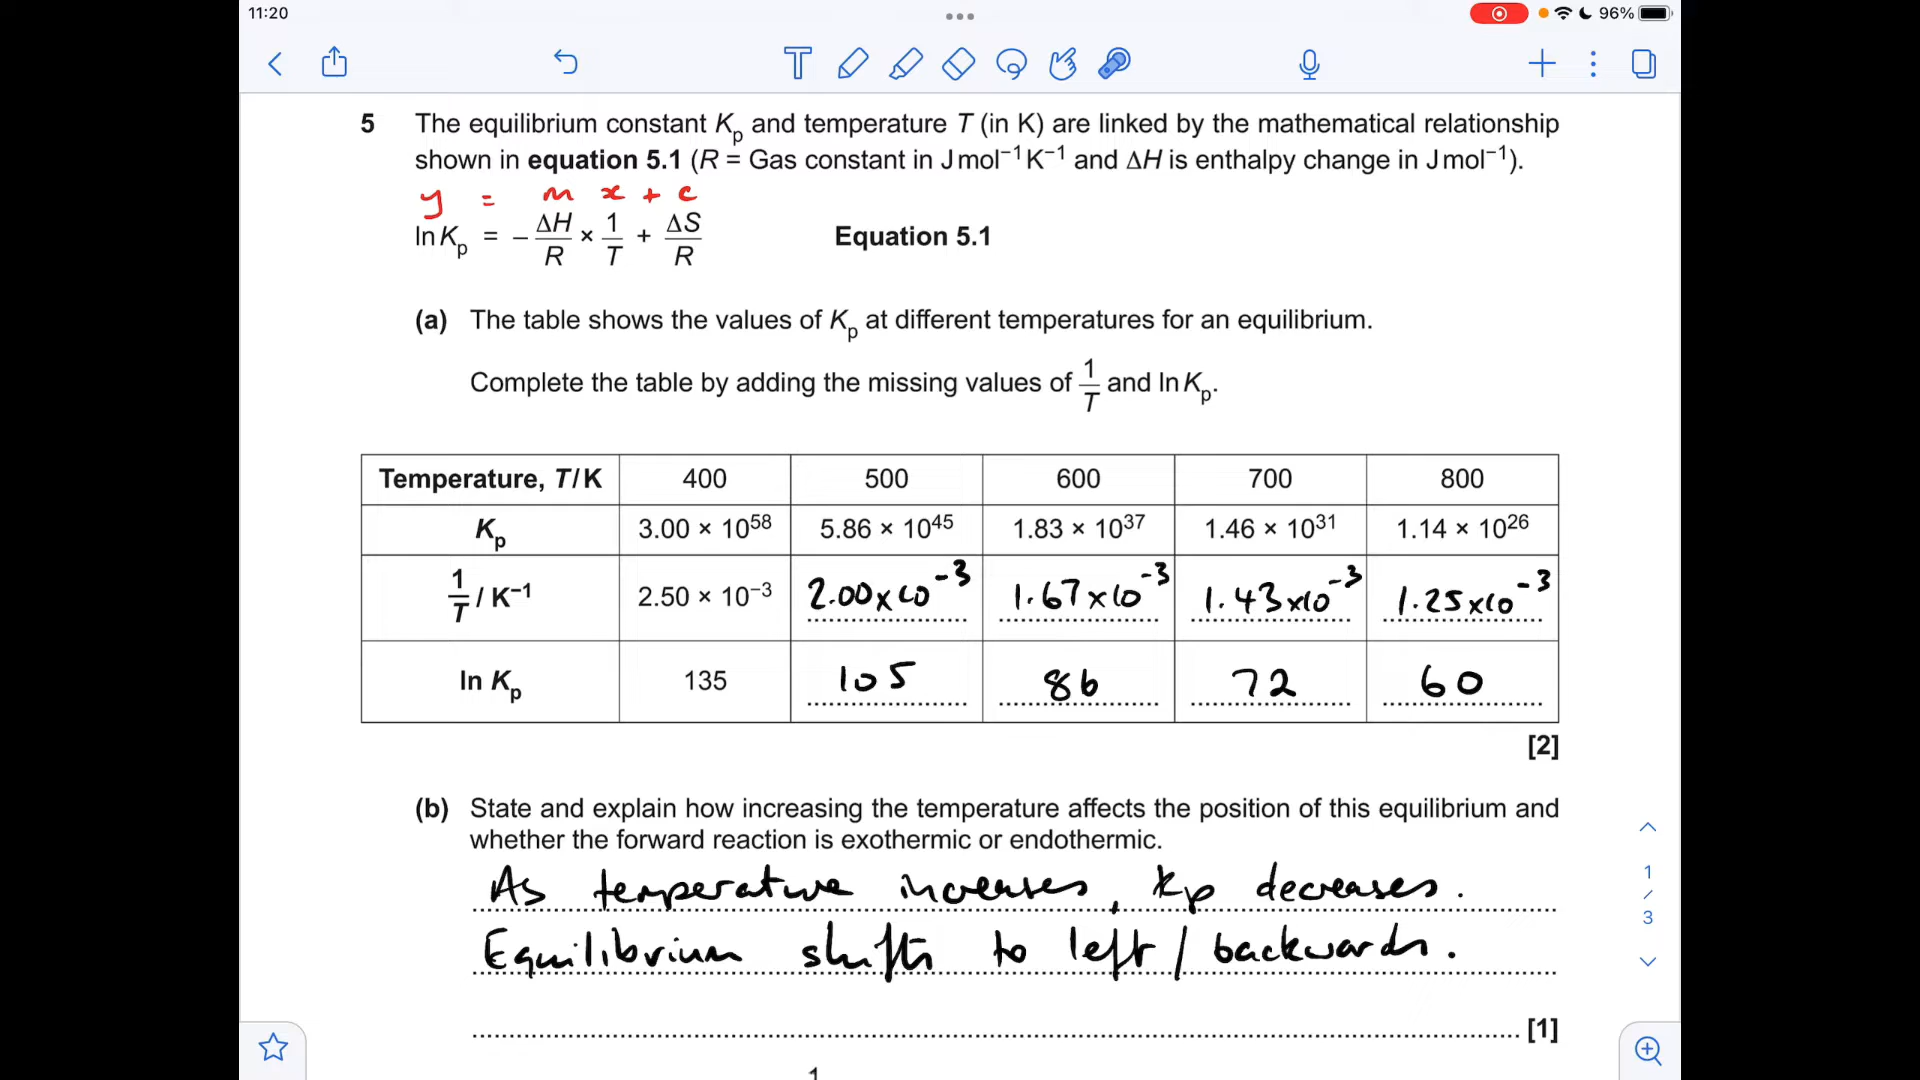 11:20
96%
5 The equilibrium constant Kp and temperature T (in K) are linked by the mathematical relationship
shown in equation 5.1 (R = Gas constant in J mol⁻¹ K⁻¹ and ΔH is enthalpy change in J mol⁻¹).
y = m x + c
ln Kp = − ΔH/R × 1/T + ΔS/R Equation 5.1
(a) The table shows the values of Kp at different temperatures for an equilibrium.
Complete the table by adding the missing values of 1/T and ln Kp.
Temperature, T/K 400 500 600 700 800
Kp 3.00 × 10⁵⁸ 5.86 × 10⁴⁵ 1.83 × 10³⁷ 1.46 × 10³¹ 1.14 × 10²⁶
1/T / K⁻¹ 2.50 × 10⁻³ 2.00×10⁻³ 1.67×10⁻³ 1.43×10⁻³ 1.25×10⁻³
ln Kp 135 105 86 72 60
[2]
(b) State and explain how increasing the temperature affects the position of this equilibrium and
whether the forward reaction is exothermic or endothermic.
As temperature increases, Kp decreases.
Equilibrium shifts to left / backwards.
[1]
1
/
3